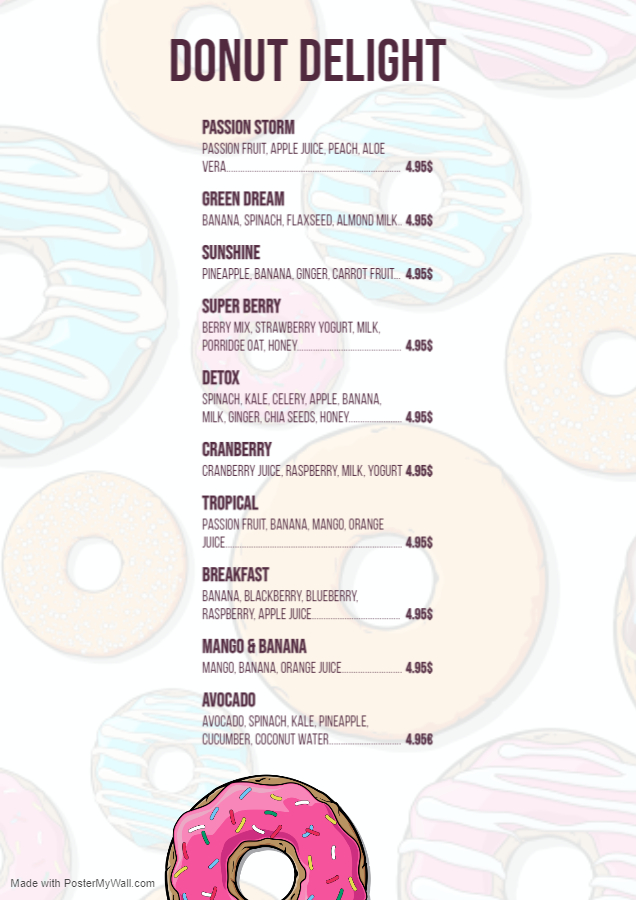 DONUT DELIGHT
PASSION STORM
PASSION FRUIT, APPLE JUICE, PEACH, ALOE
VERA.......................................................... 4.95$
GREEN DREAM
BANANA, SPINACH, FLAXSEED, ALMOND MILK.. 4.95$
SUNSHINE
PINEAPPLE, BANANA, GINGER, CARROT FRUIT... 4.95$
SUPER BERRY
BERRY MIX, STRAWBERRY YOGURT, MILK,
PORRIDGE OAT, HONEY................................... 4.95$
DETOX
SPINACH, KALE, CELERY, APPLE, BANANA,
MILK, GINGER, CHIA SEEDS, HONEY.................. 4.95$
CRANBERRY
CRANBERRY JUICE, RASPBERRY, MILK, YOGURT 4.95$
TROPICAL
PASSION FRUIT, BANANA, MANGO, ORANGE
JUICE........................................................... 4.95$
BREAKFAST
BANANA, BLACKBERRY, BLUEBERRY,
RASPBERRY, APPLE JUICE.............................. 4.95$
MANGO & BANANA
MANGO, BANANA, ORANGE JUICE.................... 4.95$
AVOCADO
AVOCADO, SPINACH, KALE, PINEAPPLE,
CUCUMBER, COCONUT WATER........................ 4.95€
Made with PosterMyWall.com